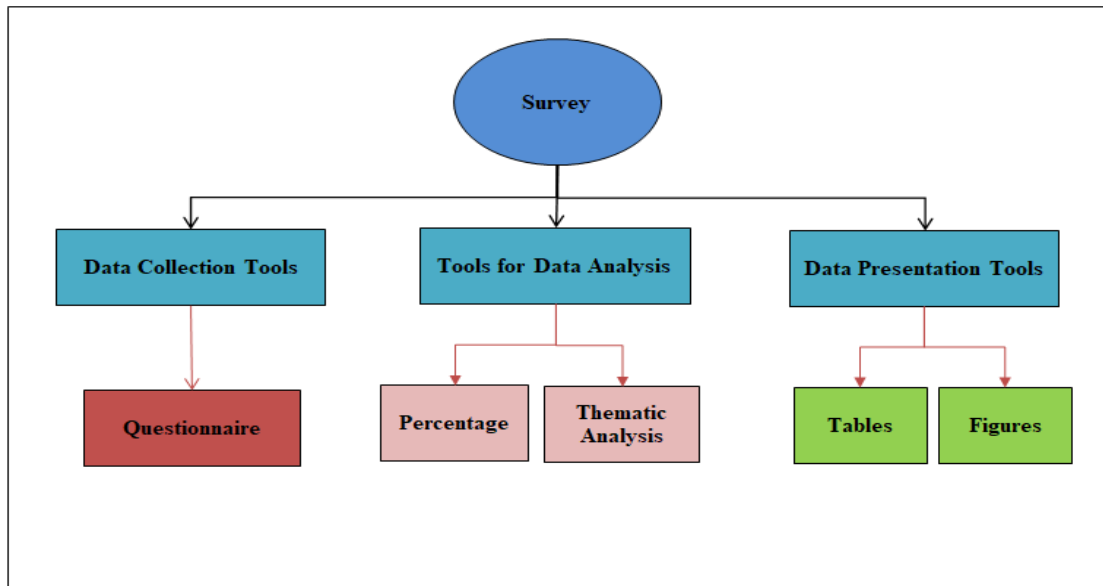 Survey
Data Collection Tools
Tools for Data Analysis
Data Presentation Tools
Questionnaire
Percentage
Thematic
Analysis
Tables
Figures